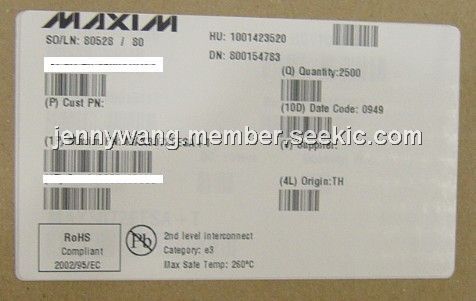 MAXIM
SO/LN: 80528 / 80
HU: 1001423520
DN: 800154783
(Q) Quantity:2500
(P) Cust PN:
(10D) Date Code: 0949
jennywang.member.seekic.com
(V) Supplier:
(4L) Origin:TH
RoHS
Compliant
2002/95/EC
Pb
2nd level interconnect
Category: e3
Max Safe Temp: 260ºC